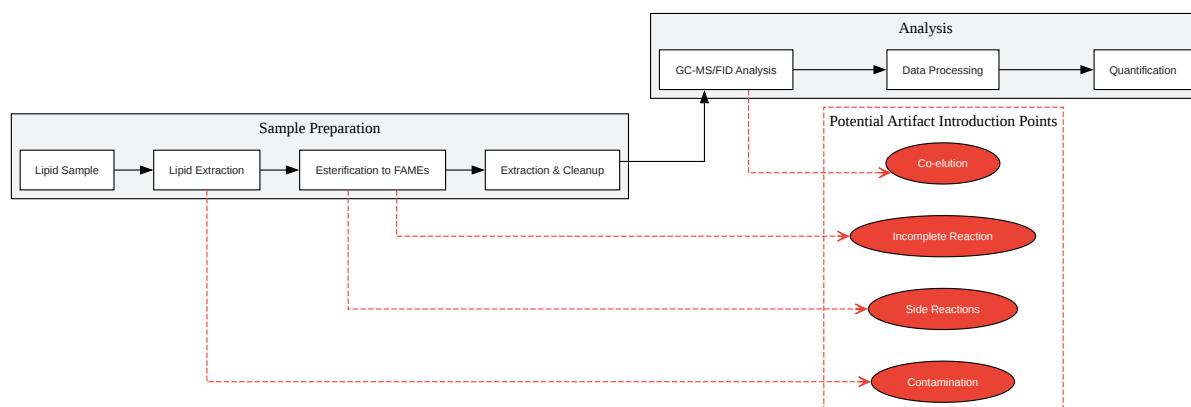 Analysis
GC-MS/FID Analysis
Data Processing
Quantification
Sample Preparation
Lipid Sample
Lipid Extraction
Esterification to FAMEs
Extraction & Cleanup
Potential Artifact Introduction Points
Co-elution
Incomplete Reaction
Side Reactions
Contamination